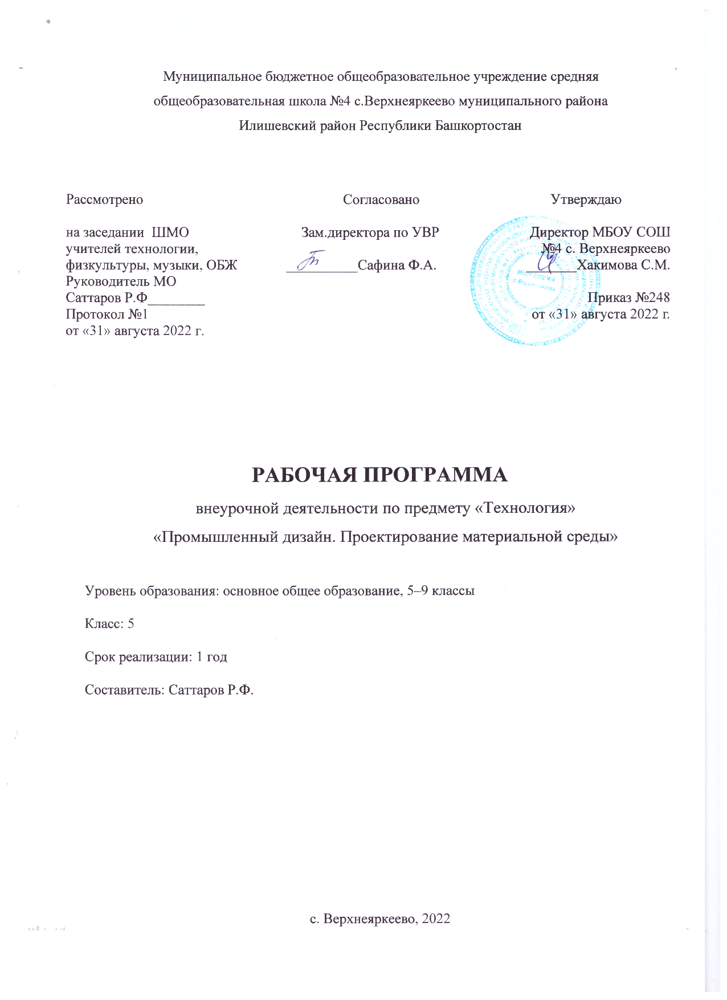 Муниципальное бюджетное общеобразовательное учреждение средняя
общеобразовательная школа №4 с.Верхнеяркеево муниципального района
Илишевский район Республики Башкортостан
Рассмотрено
на заседании ШМО
учителей технологии,
физкультуры, музыки, ОБЖ
Руководитель МО
Саттаров Р.Ф________
Протокол №1
от «31» августа 2022 г.
Согласовано
Зам.директора по УВР
__________Сафина Ф.А.
Утверждаю
Директор МБОУ СОШ
№4 с. Верхнеяркеево
_______Хакимова С.М.
Приказ №248
от «31» августа 2022 г.
МБОУ СОШ №4
с Верхнеяркеево
РАБОЧАЯ ПРОГРАММА
внеурочной деятельности по предмету «Технология»
«Промышленный дизайн. Проектирование материальной среды»
Уровень образования: основное общее образование, 5–9 классы
Класс: 5
Срок реализации: 1 год
Составитель: Саттаров Р.Ф.
с. Верхнеяркеево, 2022